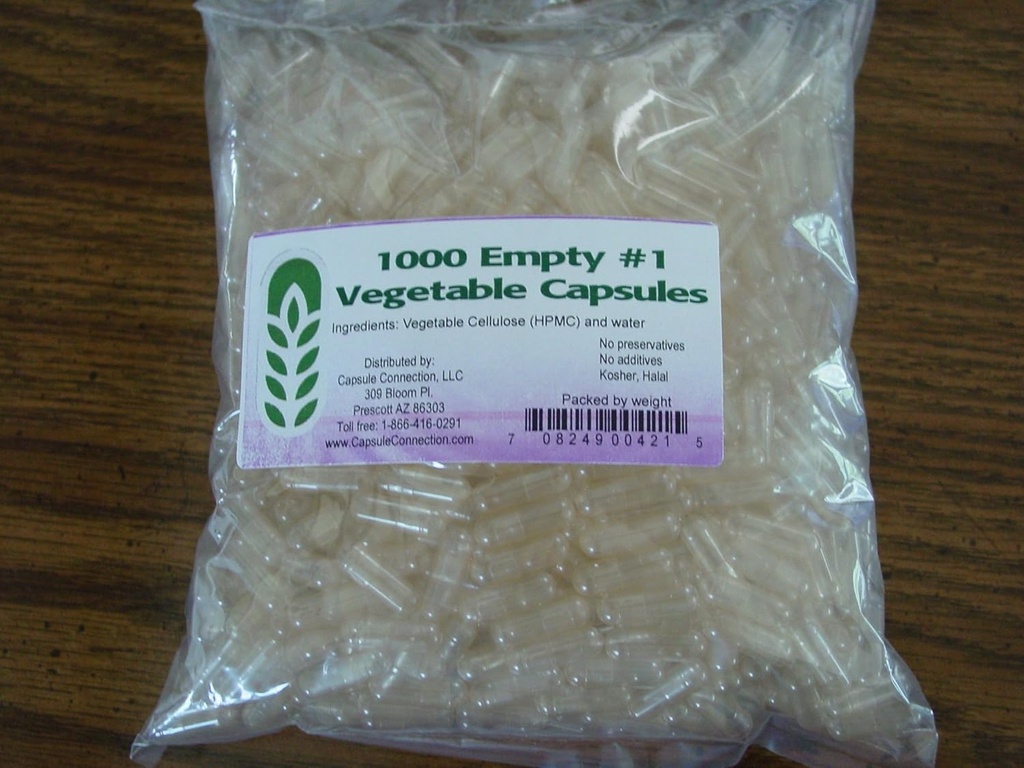 1000 Empty #1
Vegetable Capsules
Ingredients: Vegetable Cellulose (HPMC) and water
Distributed by:
Capsule Connection, LLC
309 Bloom Pl.
Prescott AZ 86303
Toll free: 1-866-416-0291
www.CapsuleConnection.com
No preservatives
No additives
Kosher, Halal
Packed by weight
7 0824900421 5